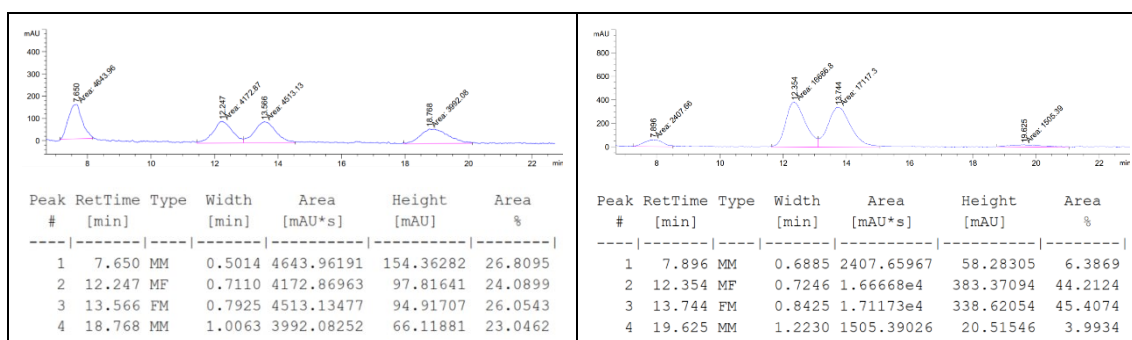 mAU
400
300
200
100
0
7.650
Area: 4643.96
12.247
Area: 4172.87
13.566
Area: 4513.13
18.768
Area: 3992.08
8 10 12 14 16 18 20 22 min
Peak RetTime Type Width Area Height Area
# [min] [min] [mAU*s] [mAU] %
----|-------|----|-------|----------|----------|--------|
1 7.650 MM 0.5014 4643.96191 154.36282 26.8095
2 12.247 MF 0.7110 4172.86963 97.81641 24.0899
3 13.566 FM 0.7925 4513.13477 94.91707 26.0543
4 18.768 MM 1.0063 3992.08252 66.11881 23.0462
mAU
800
600
400
200
0
7.896
Area: 2407.66
12.354
Area: 16666.8
13.744
Area: 17117.3
19.625
Area: 1505.39
8 10 12 14 16 18 20 22 min
Peak RetTime Type Width Area Height Area
# [min] [min] [mAU*s] [mAU] %
----|-------|----|-------|----------|----------|--------|
1 7.896 MM 0.6885 2407.65967 58.28305 6.3869
2 12.354 MF 0.7246 1.66668e4 383.37094 44.2124
3 13.744 FM 0.8425 1.71173e4 338.62054 45.4074
4 19.625 MM 1.2230 1505.39026 20.51546 3.9934